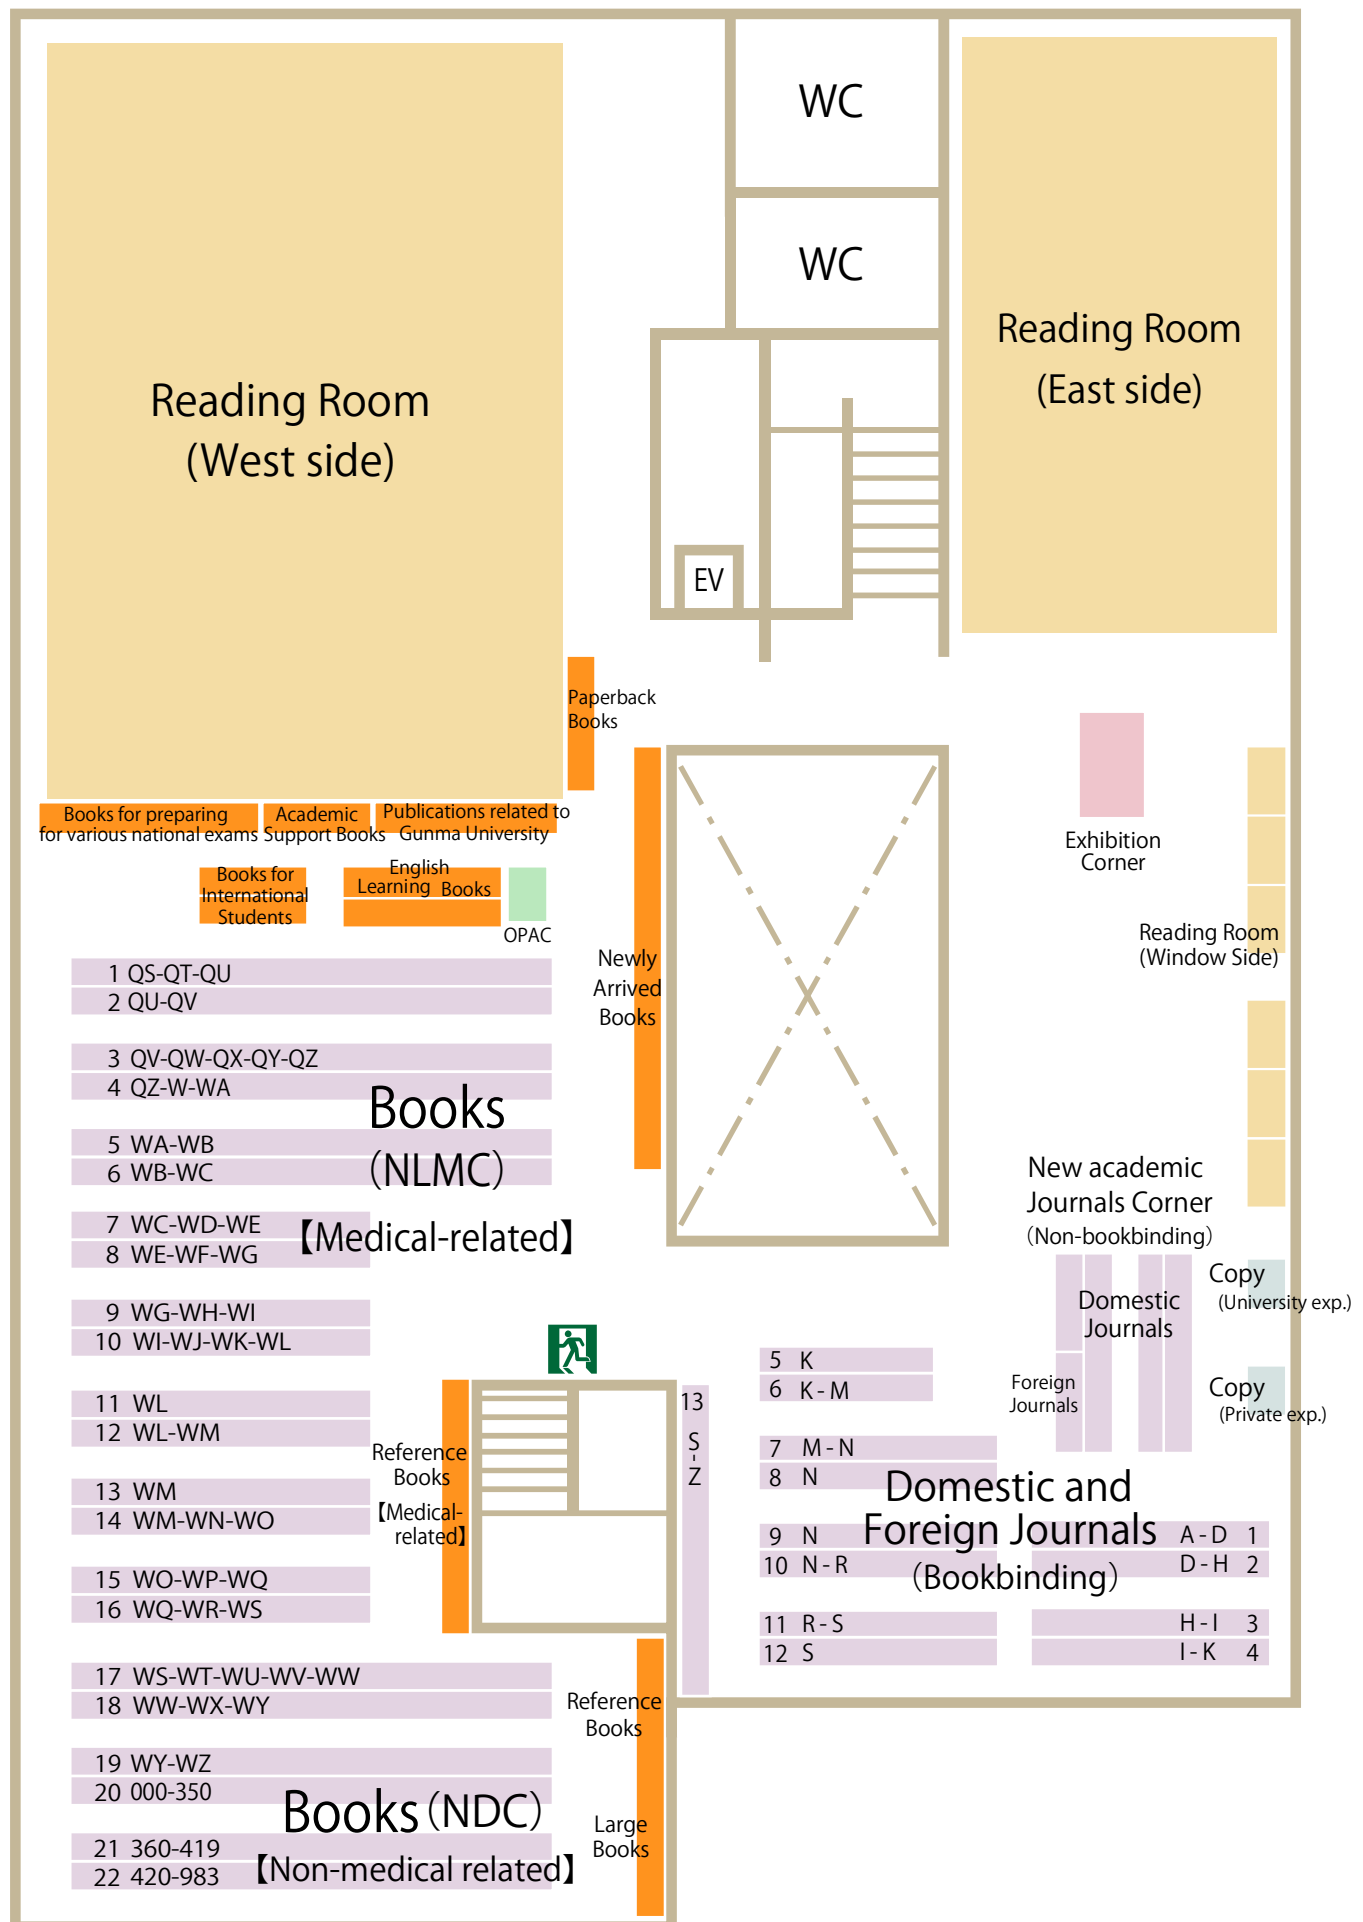 WC
WC
Reading Room
(East side)
Reading Room
(West side)
EV
Paperback
Books
Books for preparing
for various national exams
Academic
Support Books
Publications related to
Gunma University
Exhibition
Corner
Books for
International
Students
English
Learning Books
OPAC
Reading Room
(Window Side)
Newly
Arrived
Books
1 QS-QT-QU
2 QU-QV
3 QV-QW-QX-QY-QZ
4 QZ-W-WA
Books
（NLMC）
【Medical-related】
5 WA-WB
6 WB-WC
7 WC-WD-WE
8 WE-WF-WG
9 WG-WH-WI
10 WI-WJ-WK-WL
11 WL
12 WL-WM
13 WM
14 WM-WN-WO
15 WO-WP-WQ
16 WQ-WR-WS
17 WS-WT-WU-WV-WW
18 WW-WX-WY
19 WY-WZ
20 000-350
Books（NDC）
【Non-medical related】
21 360-419
22 420-983
Reference
Books
【Medical-
related】
Reference
Books
Large
Books
New academic
Journals Corner
（Non-bookbinding）
Domestic
Journals
Foreign
Journals
Copy
(University exp.)
Copy
(Private exp.)
13
S
-
Z
5 K
6 K - M
7 M - N
8 N
Domestic and
Foreign Journals
（Bookbinding）
9 N
10 N - R
11 R - S
12 S
A - D 1
D - H 2
H - I 3
I - K 4